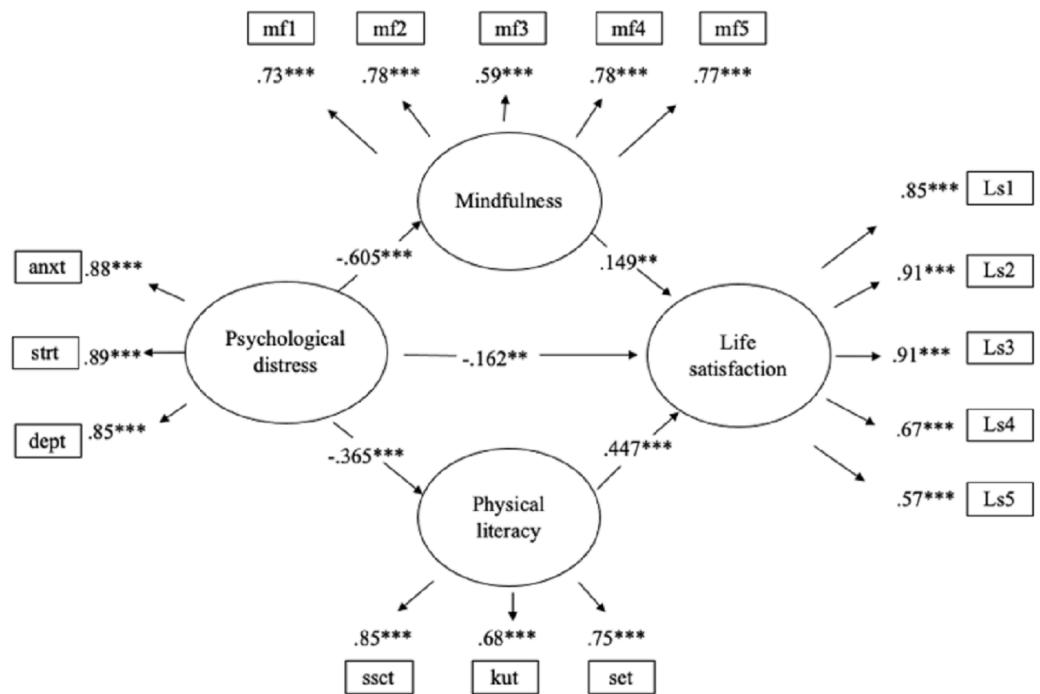 mf1 mf2 mf3 mf4 mf5
.73*** .78*** .59*** .78*** .77***
Mindfulness
.85*** Ls1
-.605*** .149**
anxt .88***
.91*** Ls2
Psychological
distress
strt .89***
-.162**
Life
satisfaction
.91*** Ls3
dept .85***
.67*** Ls4
-.365*** .447***
Physical
literacy
.57*** Ls5
.85*** .68*** .75***
ssct kut set